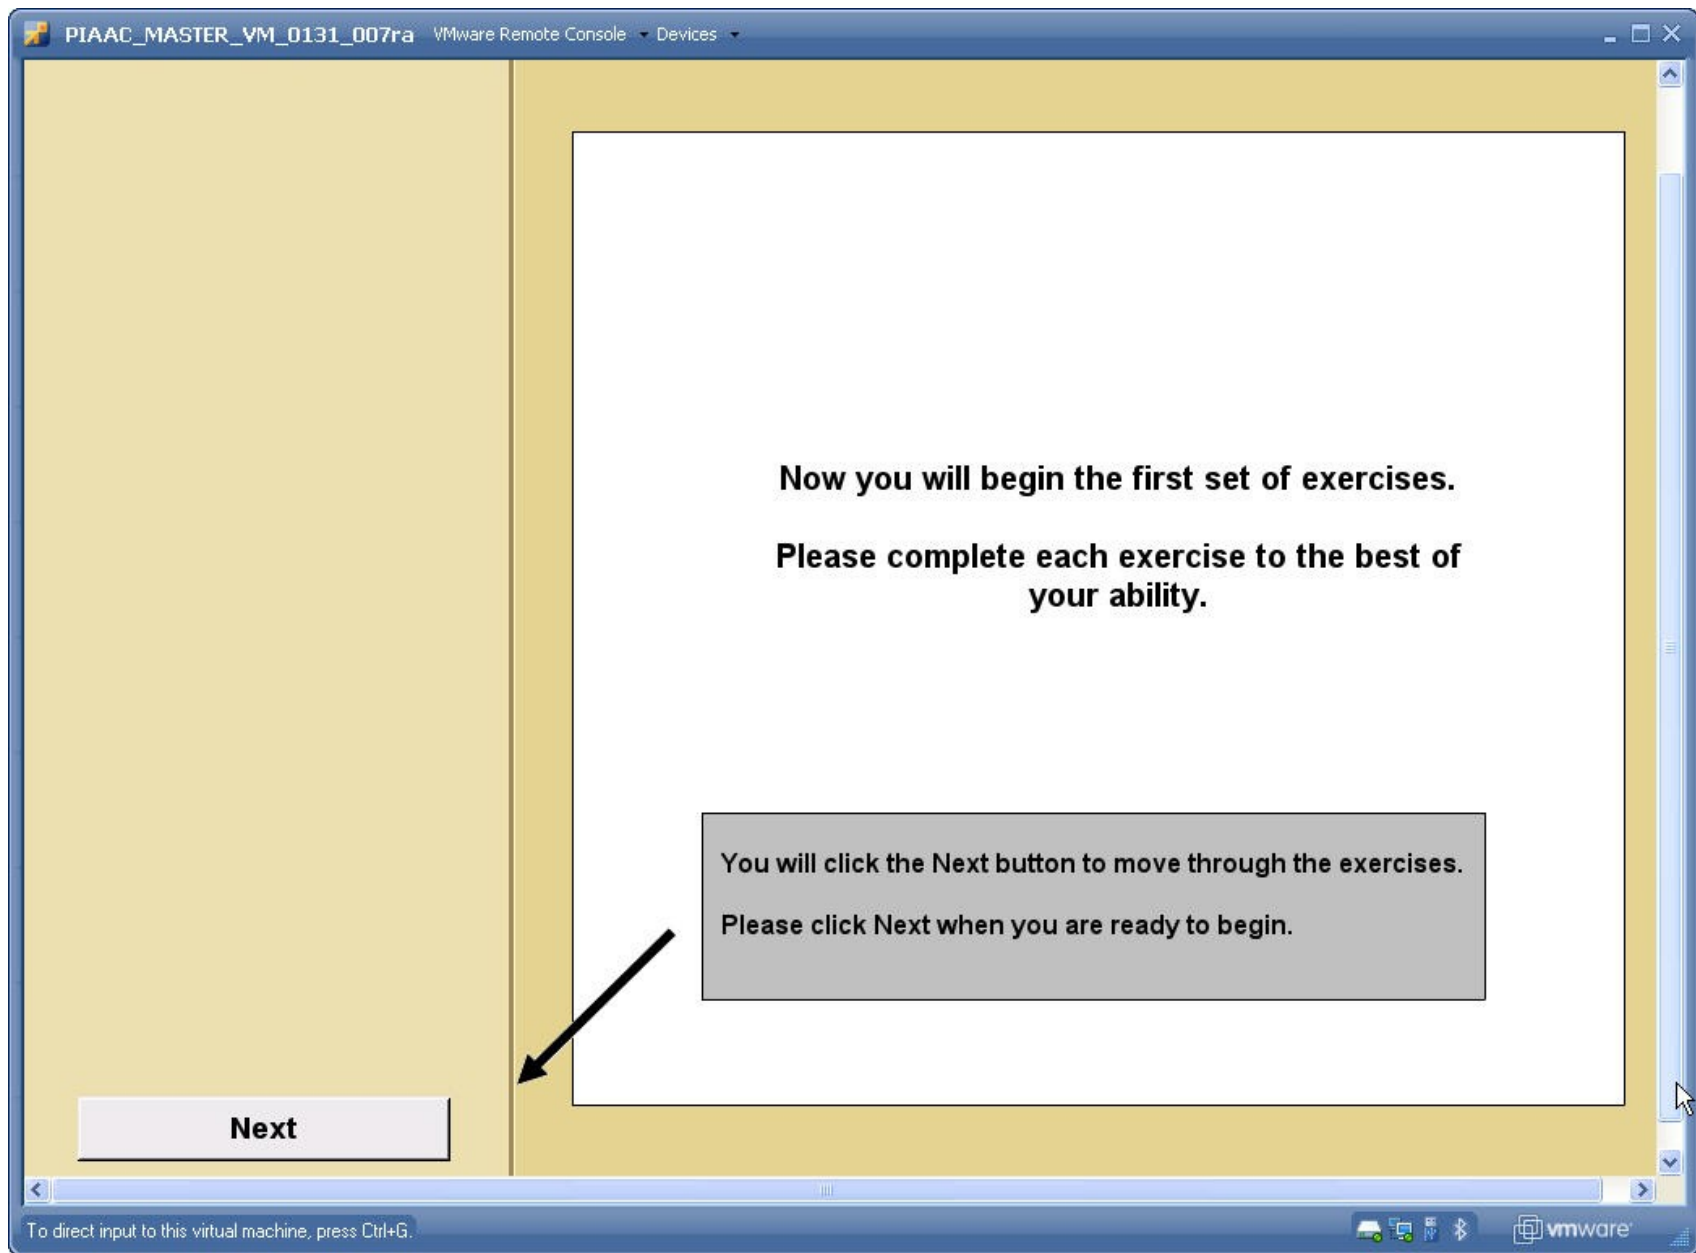 PIAAC_MASTER_VM_0131_007ra VMware Remote Console Devices
Now you will begin the first set of exercises.
Please complete each exercise to the best of
your ability.
You will click the Next button to move through the exercises.
Please click Next when you are ready to begin.
Next
To direct input to this virtual machine, press Ctrl+G.
vmware